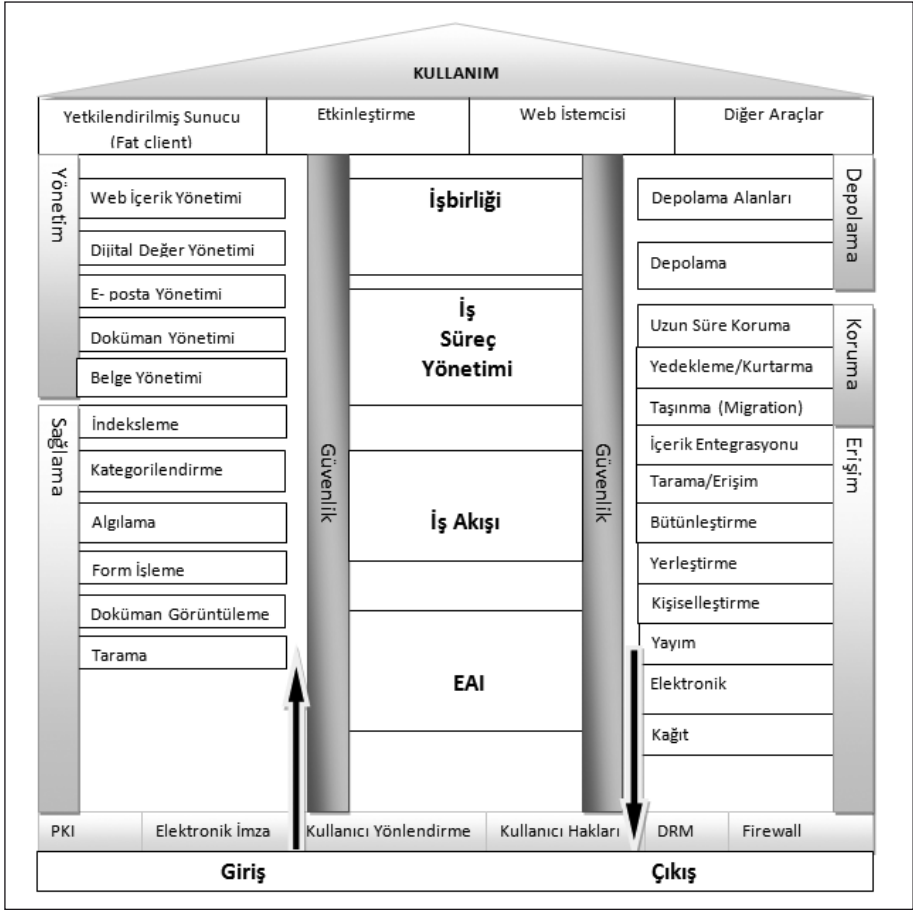 KULLANIM
Yetkilendirilmiş Sunucu
(Fat client)
Etkinleştirme
Web İstemcisi
Diğer Araçlar
Yönetim
Web İçerik Yönetimi
Dijital Değer Yönetimi
E- posta Yönetimi
Doküman Yönetimi
Belge Yönetimi
Sağlama
İndeksleme
Kategorilendirme
Algılama
Form İşleme
Doküman Görüntüleme
Tarama
Güvenlik
İşbirliği
İş
Süreç
Yönetimi
İş Akışı
EAI
Güvenlik
Depolama Alanları
Depolama
Depolama
Uzun Süre Koruma
Yedekleme/Kurtarma
Taşınma (Migration)
Koruma
İçerik Entegrasyonu
Tarama/Erişim
Bütünleştirme
Yerleştirme
Kişiselleştirme
Yayım
Elektronik
Kağıt
Erişim
PKI
Elektronik İmza
Kullanıcı Yönlendirme
Kullanıcı Hakları
DRM
Firewall
Giriş
Çıkış